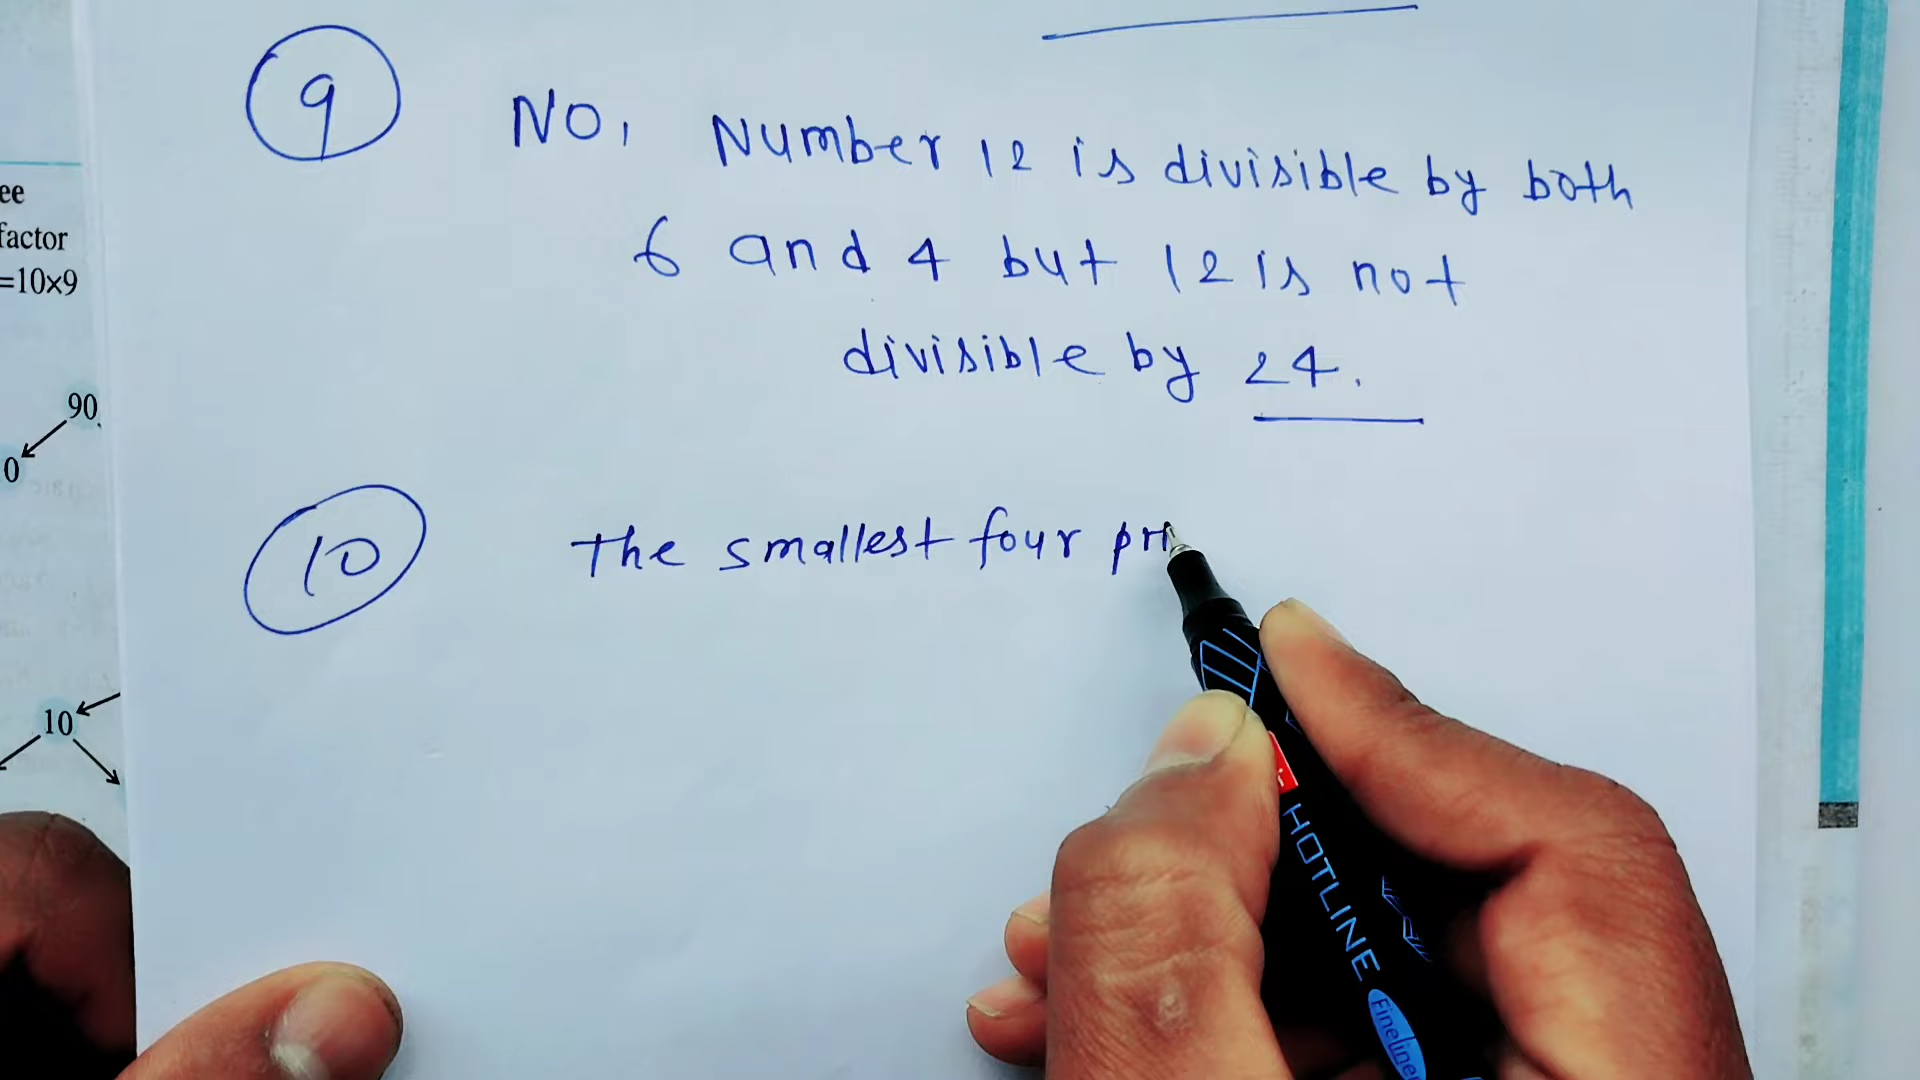 9
NO, Number 12 is divisible by both
6 and 4 but 12 is not
divisible by 24.
10
The smallest four pri
ee
factor
=10×9
90
0
10
HOTLINE
Fineliner